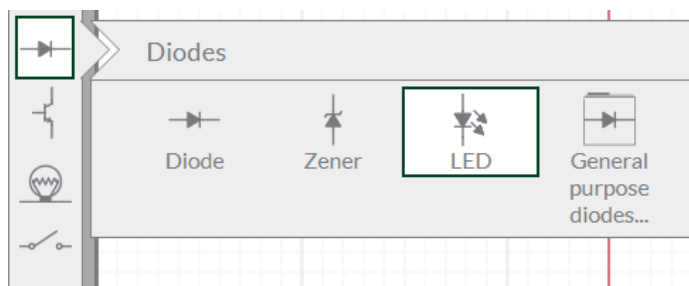 Diodes
Diode
Zener
LED
General
purpose
diodes...